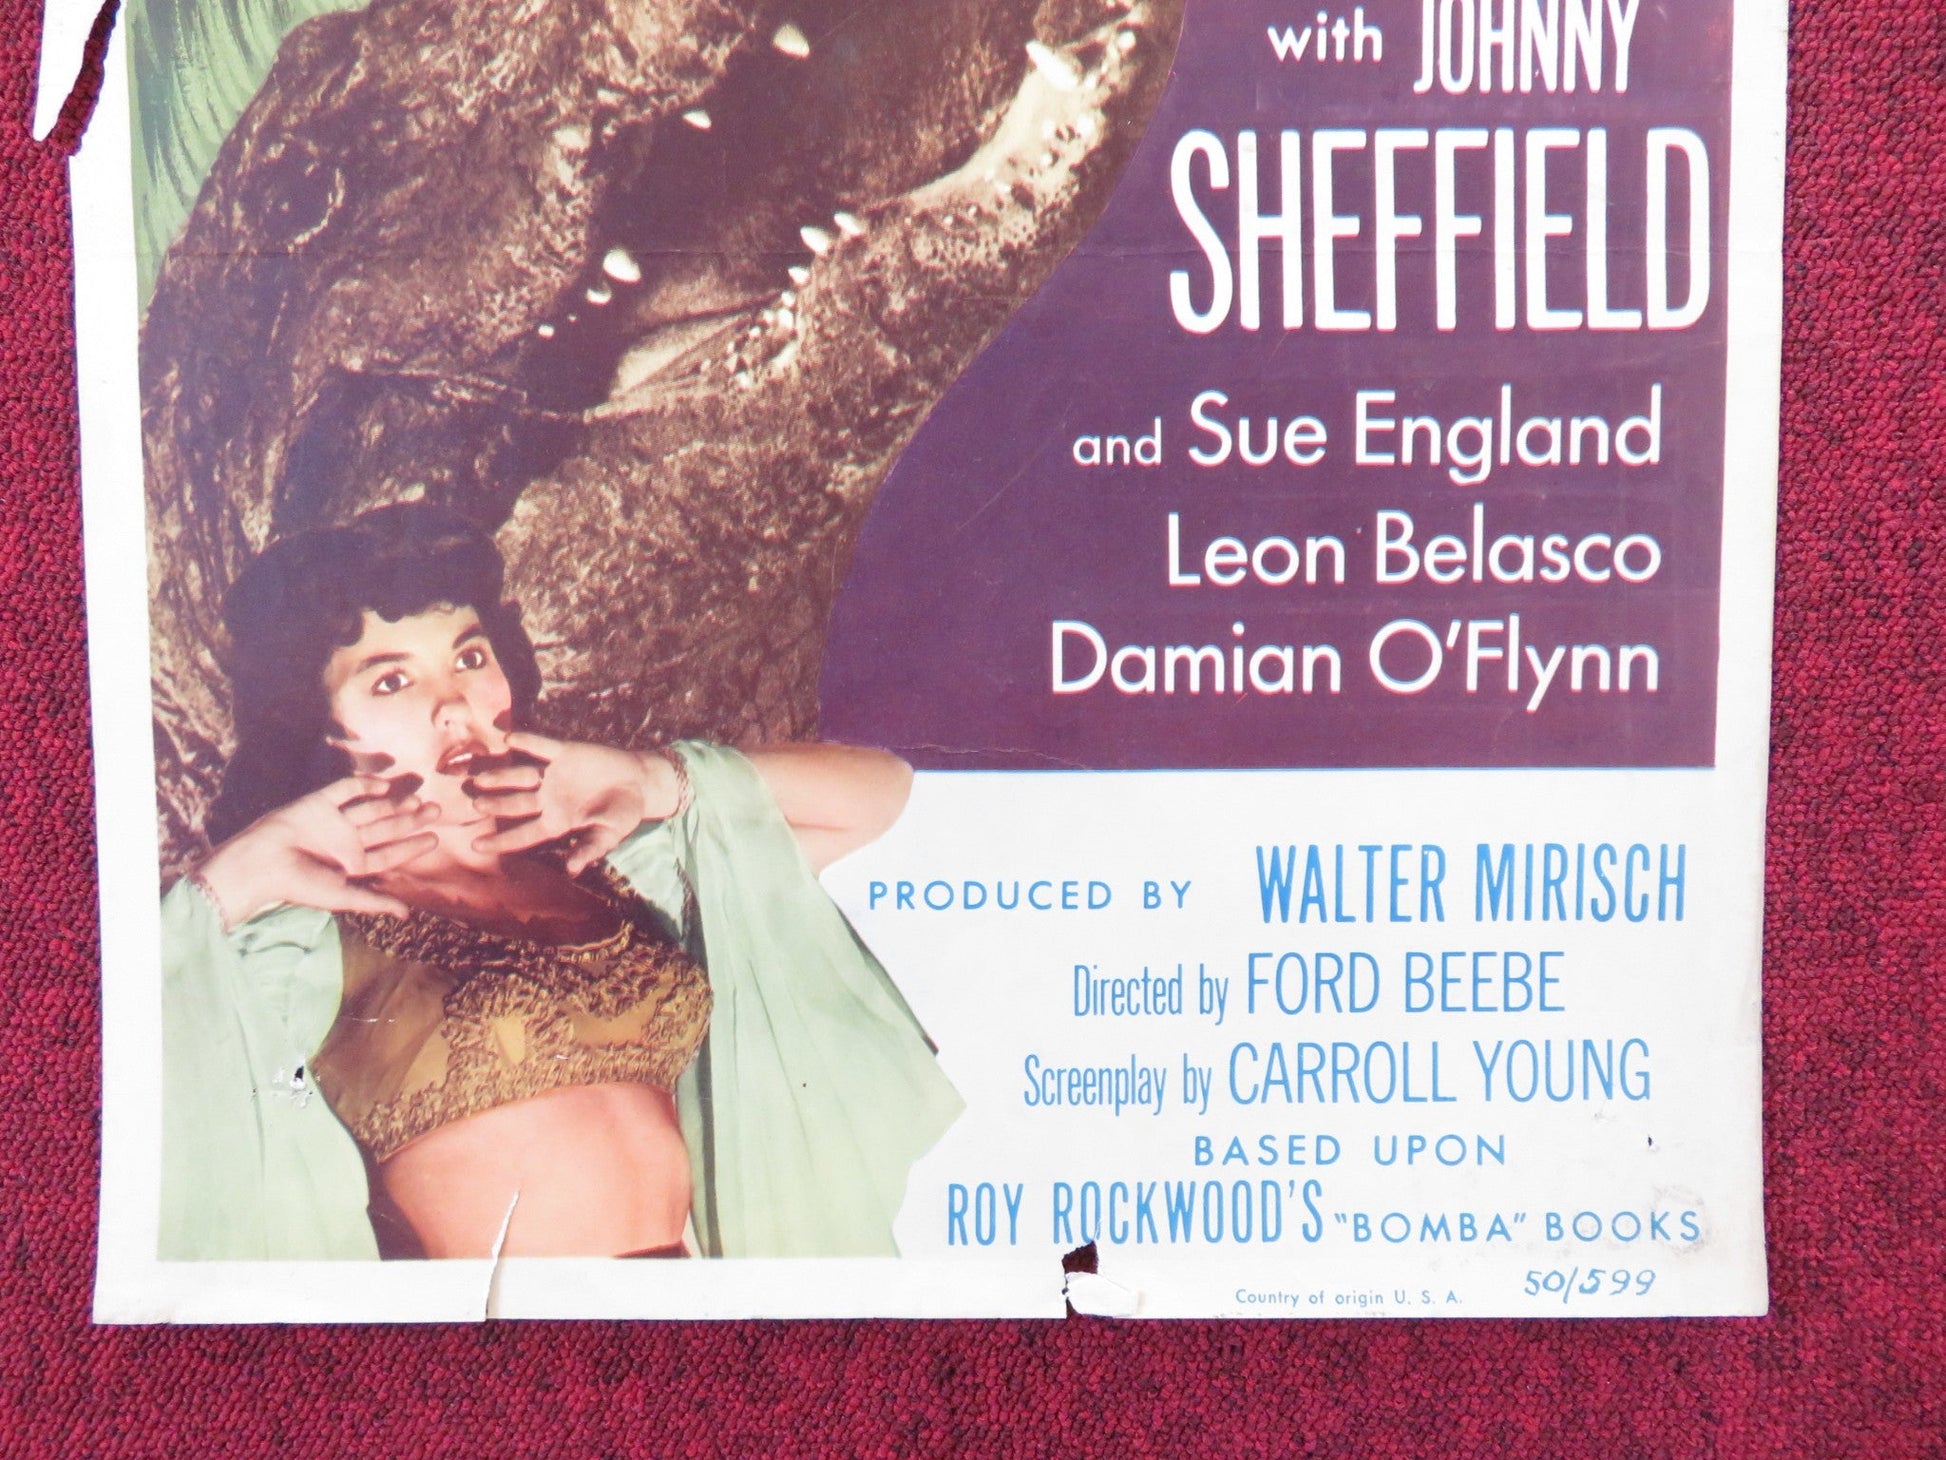 with JOHNNY
SHEFFIELD
and Sue England
Leon Belasco
Damian O'Flynn
PRODUCED BY WALTER MIRISCH
Directed by FORD BEEBE
Screenplay by CARROLL YOUNG
BASED UPON
ROY ROCKWOOD'S "BOMBA" BOOKS
Country of origin U. S. A.
50/599